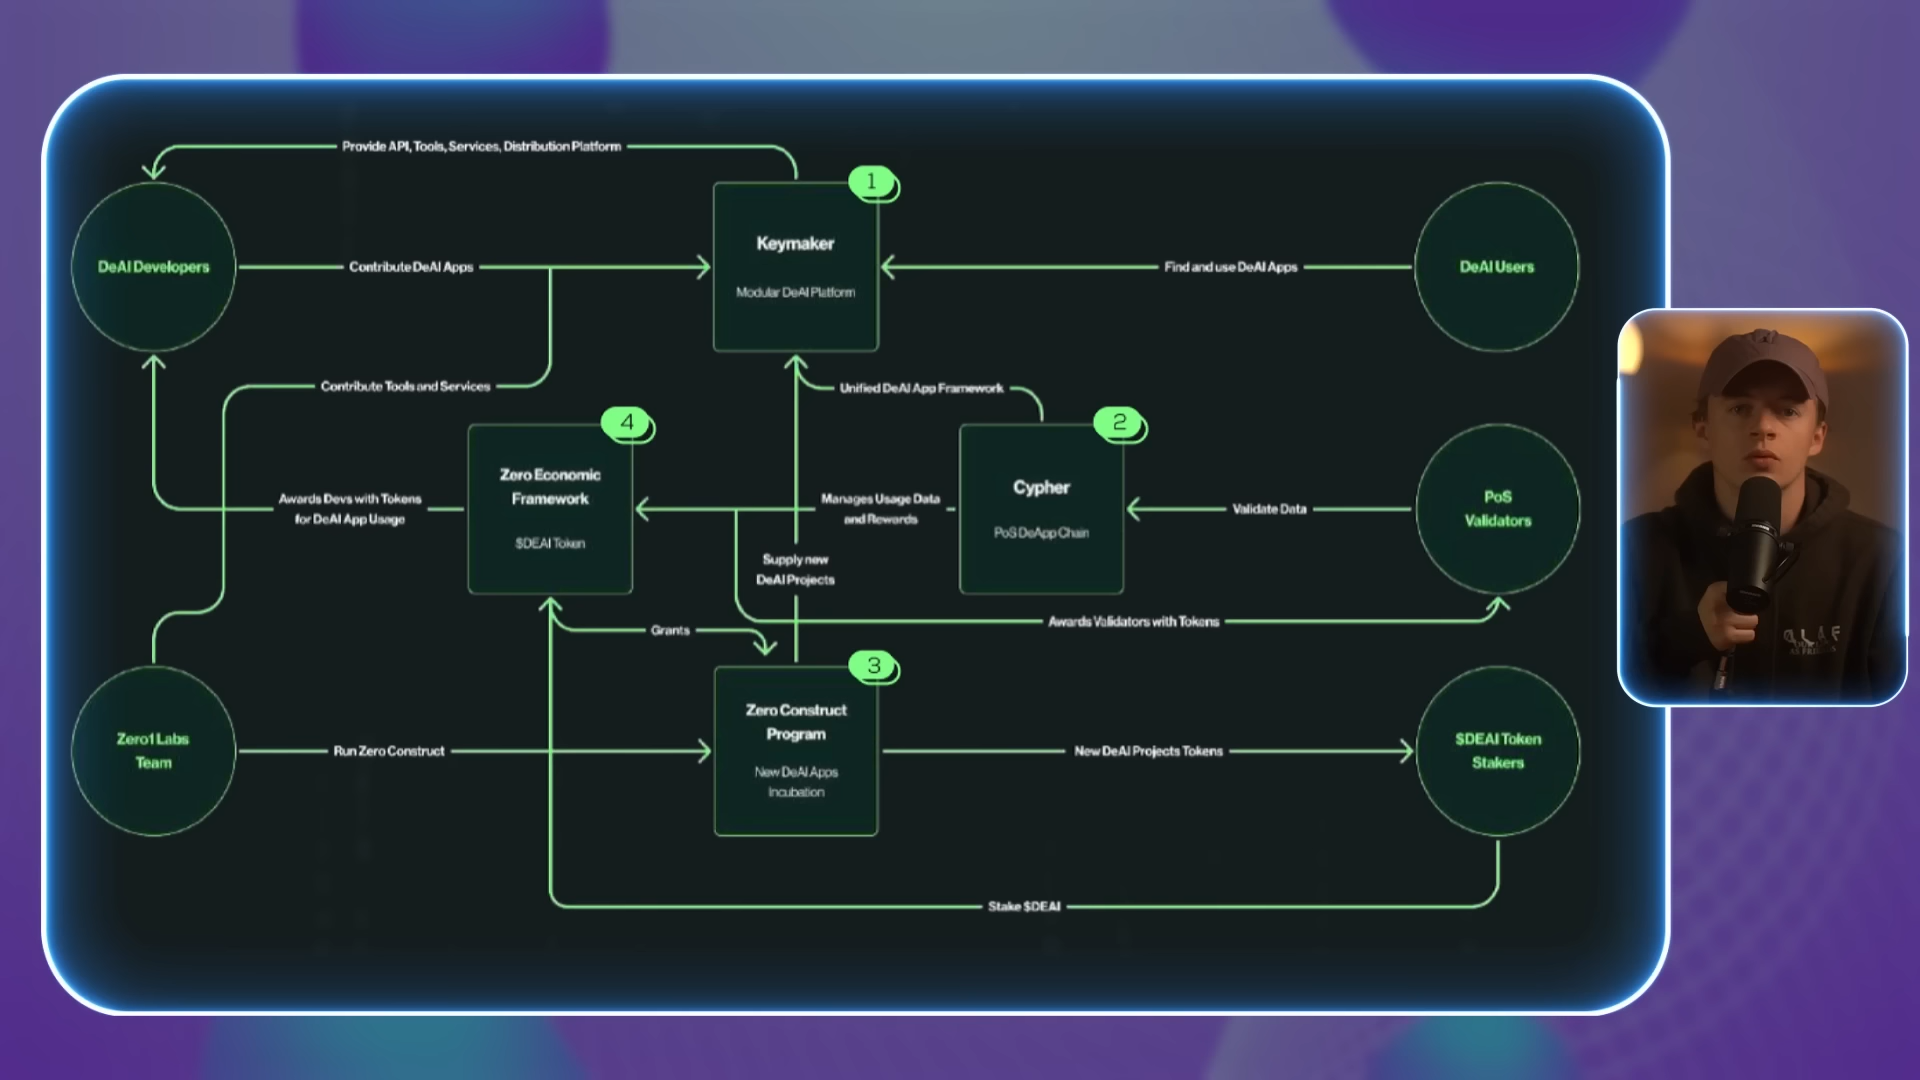 Provide API, Tools, Services, Distribution Platform
1
DeAI Developers
Contribute DeAI Apps
Keymaker
Modular DeAI Platform
Find and use DeAI Apps
DeAI Users
Contribute Tools and Services
Unified DeAI App Framework
4
2
Zero Economic
Framework
$DEAI Token
Awards Devs with Tokens
for DeAI App Usage
Manages Usage Data
and Rewards
Cypher
PoS DeApp Chain
Validate Data
PoS
Validators
Supply new
DeAI Projects
Awards Validators with Tokens
Grants
3
Zero1 Labs
Team
Run Zero Construct
Zero Construct
Program
New DeAI Apps
Incubation
New DeAI Projects Tokens
$DEAI Token
Stakers
Stake $DEAI